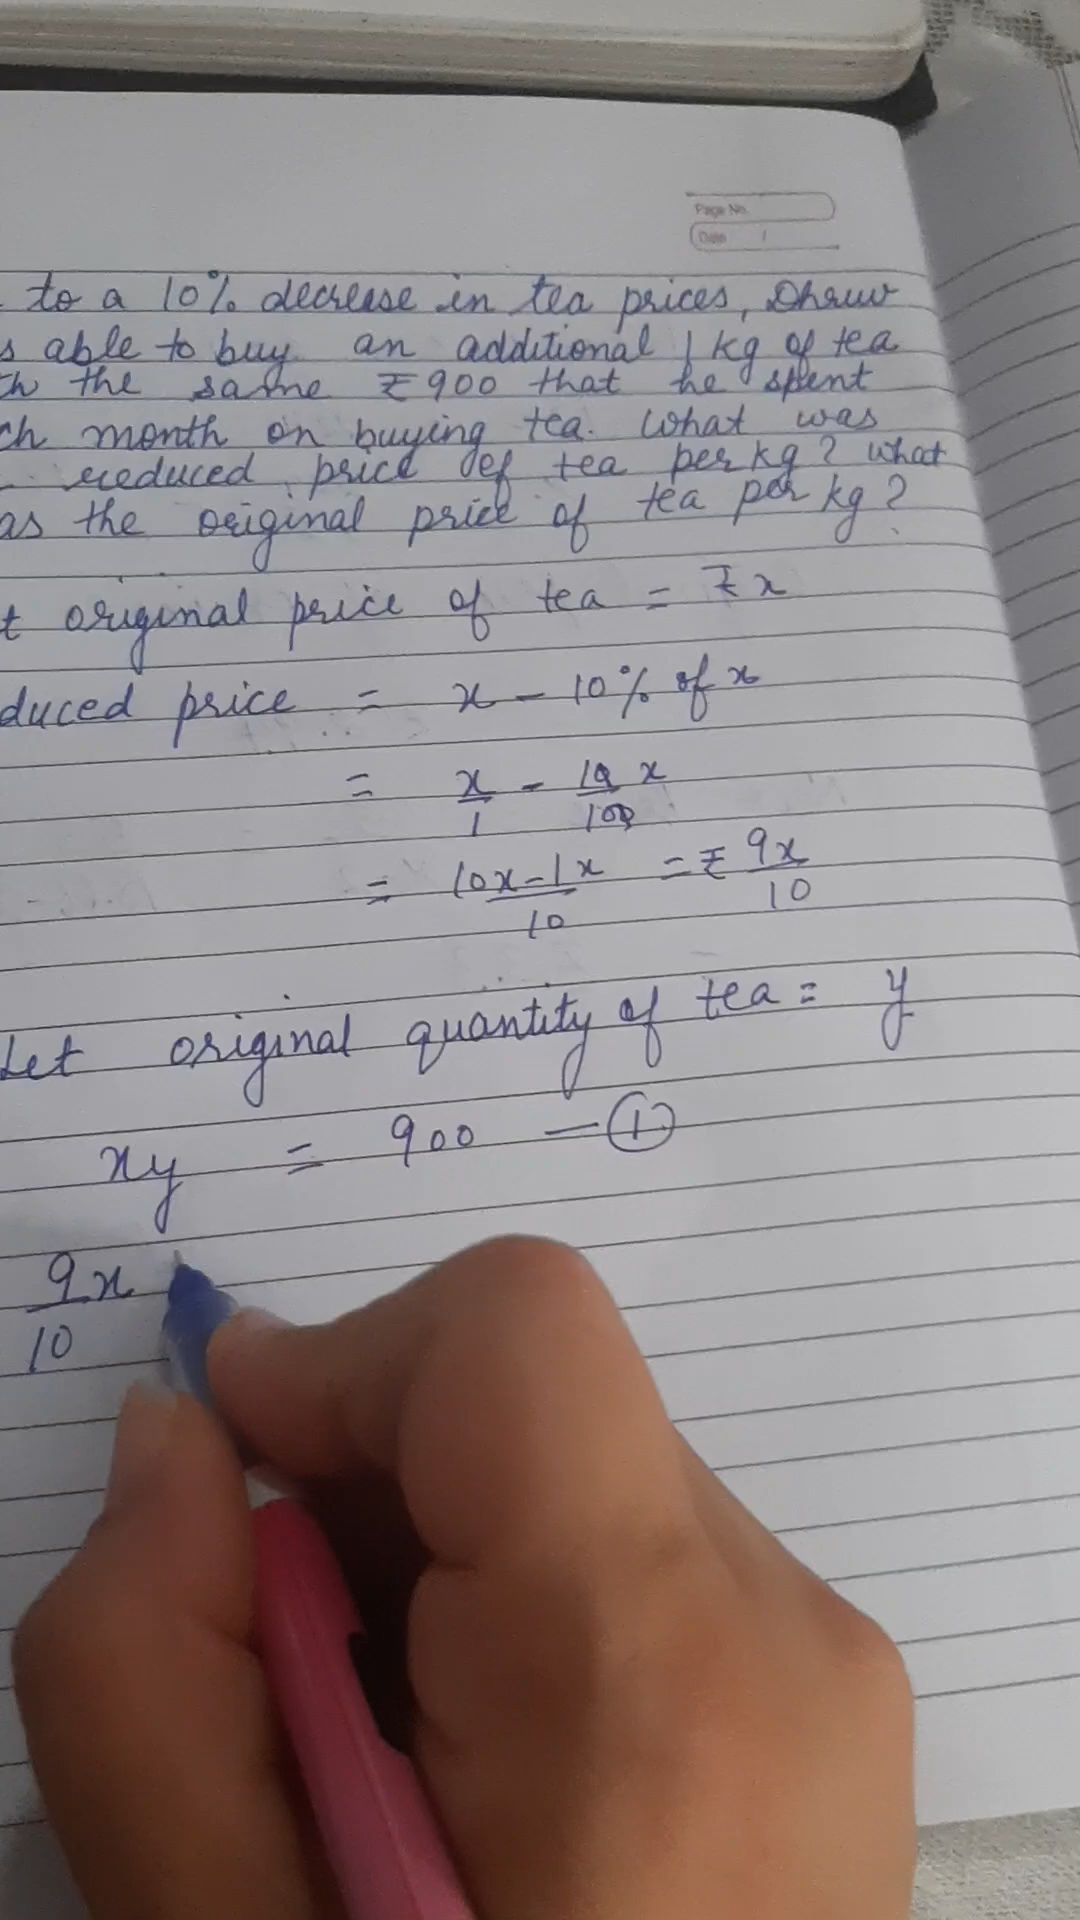 Page No.
Date /
to a 10% decrease in tea prices, Dhruv
s able to buy an additional 1 kg of tea
th the same ₹900 that he spent
ch month on buying tea. What was
reduced price of tea per kg? what
as the original price of tea per kg?
t original price of tea = ₹x
duced price = x - 10% of x
= x/1 - 10/100 x
= 10x-1x/10 = ₹ 9x/10
Let original quantity of tea = y
xy = 900 - ①
9x/10